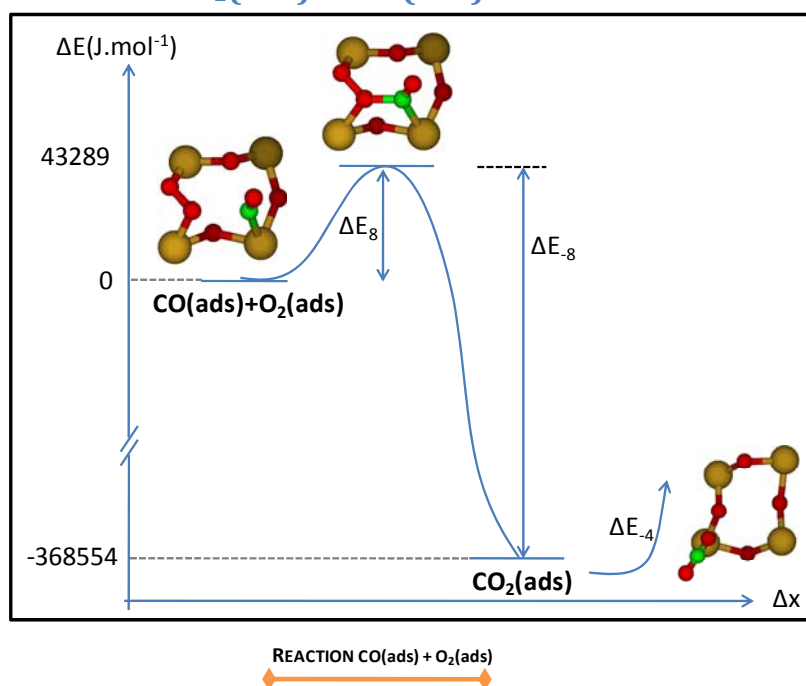 ΔE(J.mol⁻¹)
43289
ΔE₈
ΔE₋₈
0
CO(ads)+O₂(ads)
ΔE₋₄
-368554
CO₂(ads)
Δx
REACTION CO(ads) + O₂(ads)